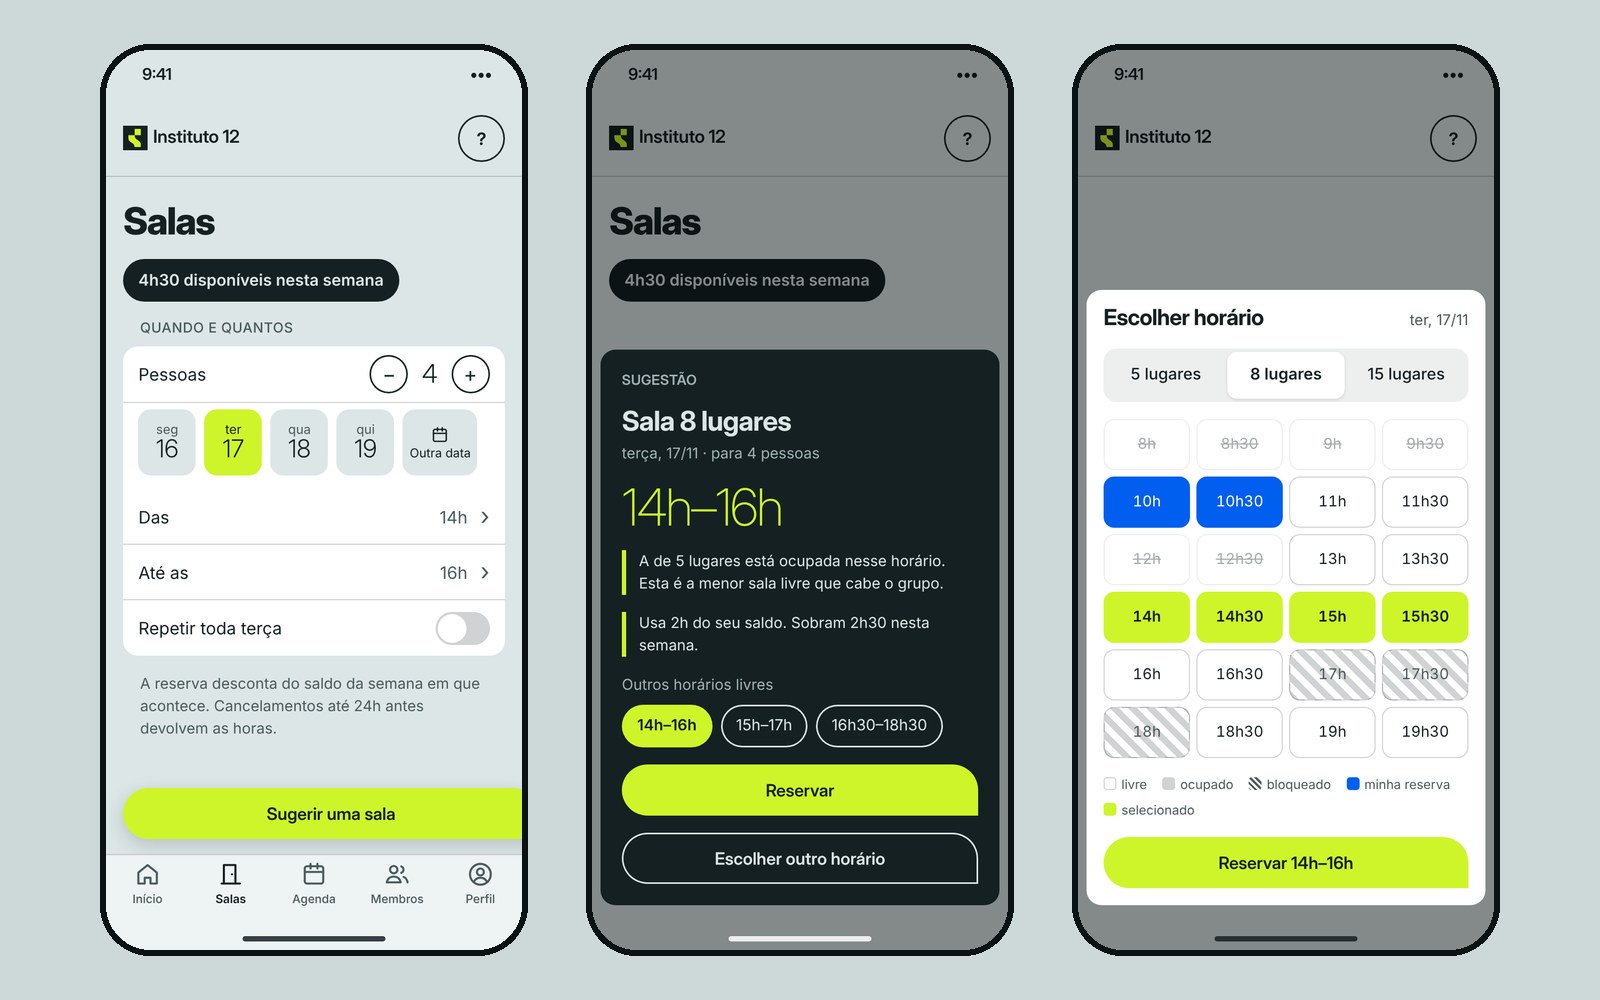 9:41
Instituto 12
?
Salas
4h30 disponíveis nesta semana
QUANDO E QUANTOS
Pessoas − 4 +
seg 16 ter 17 qua 18 qui 19 Outra data
Das 14h
Até as 16h
Repetir toda terça
A reserva desconta do saldo da semana em que
acontece. Cancelamentos até 24h antes
devolvem as horas.
Sugerir uma sala
Início Salas Agenda Membros Perfil
9:41
Instituto 12
?
Salas
4h30 disponíveis nesta semana
SUGESTÃO
Sala 8 lugares
terça, 17/11 · para 4 pessoas
14h–16h
A de 5 lugares está ocupada nesse horário.
Esta é a menor sala livre que cabe o grupo.
Usa 2h do seu saldo. Sobram 2h30 nesta
semana.
Outros horários livres
14h–16h 15h–17h 16h30–18h30
Reservar
Escolher outro horário
9:41
Instituto 12
?
Escolher horário ter, 17/11
5 lugares 8 lugares 15 lugares
8h 8h30 9h 9h30
10h 10h30 11h 11h30
12h 12h30 13h 13h30
14h 14h30 15h 15h30
16h 16h30 17h 17h30
18h 18h30 19h 19h30
livre ocupado bloqueado minha reserva
selecionado
Reservar 14h–16h